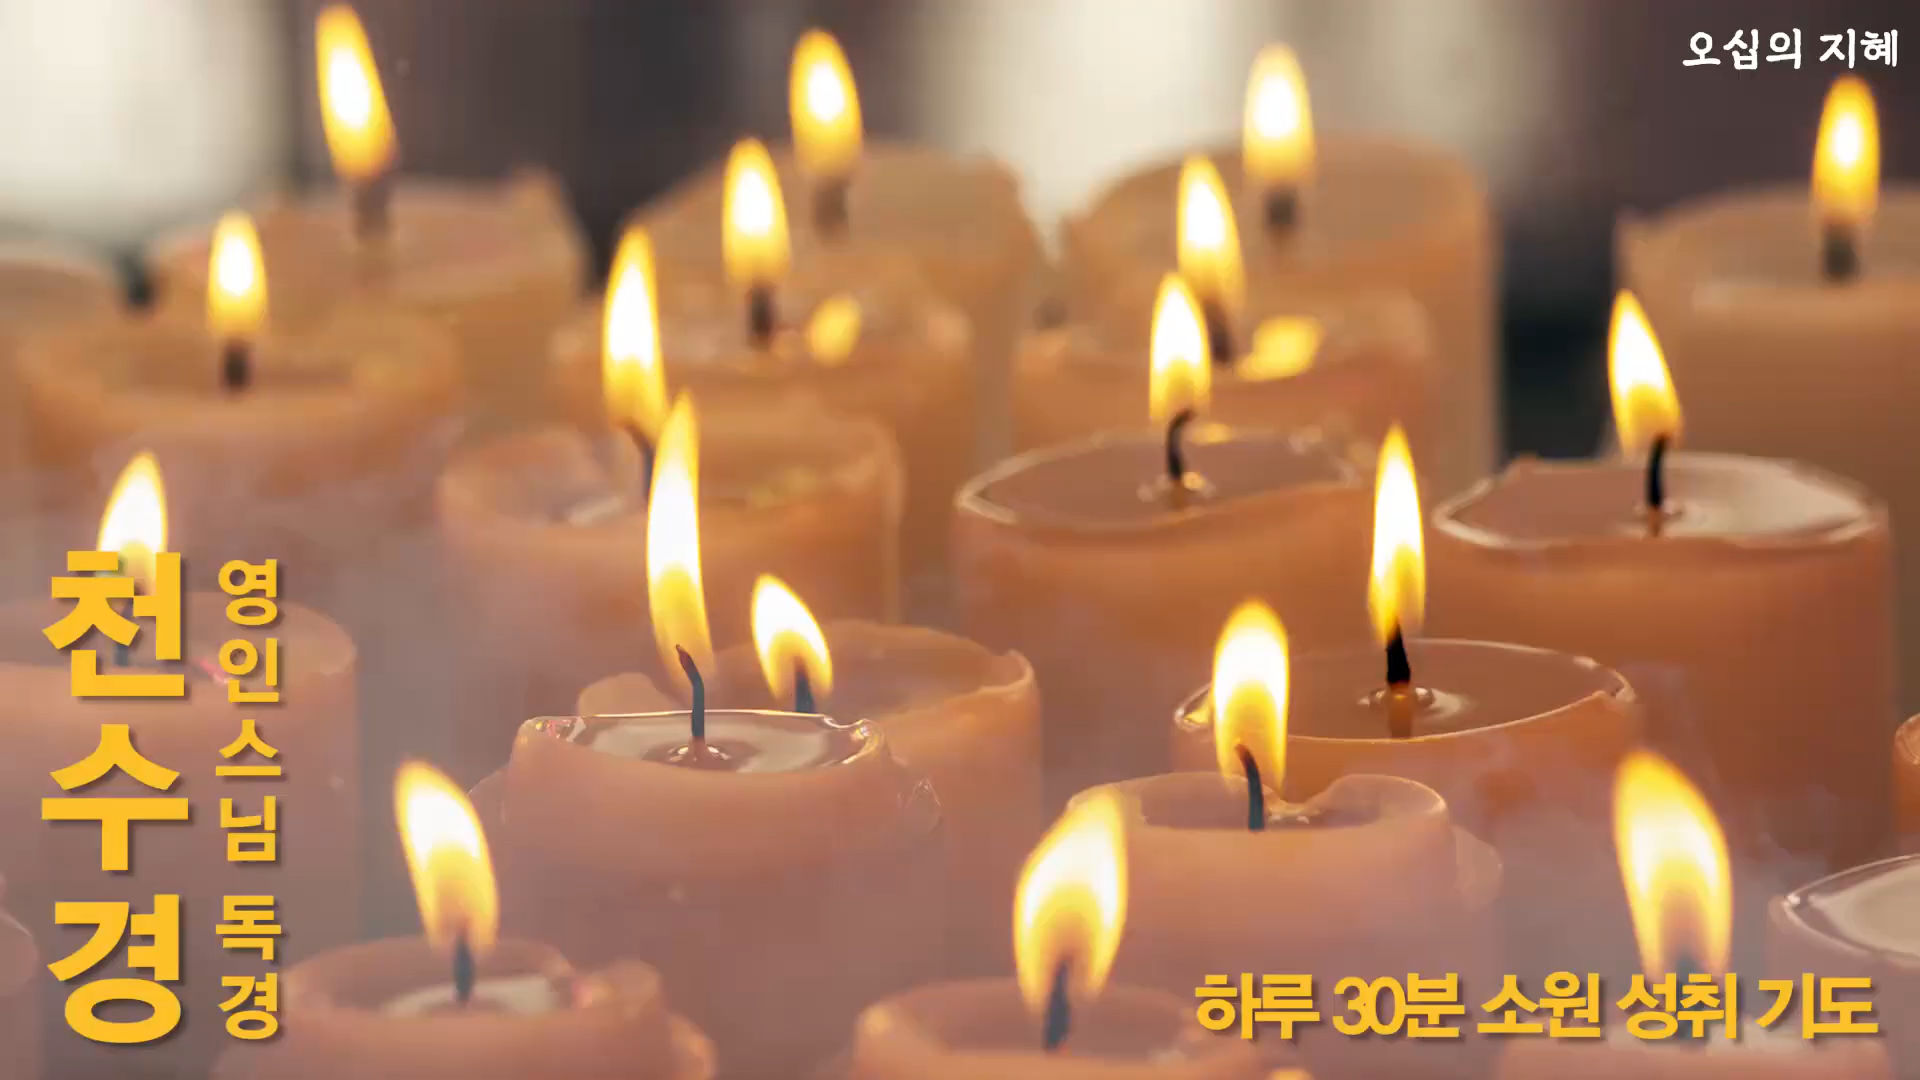 오십의 지혜
천수경
영인스님 독경
하루 30분 소원 성취 기도